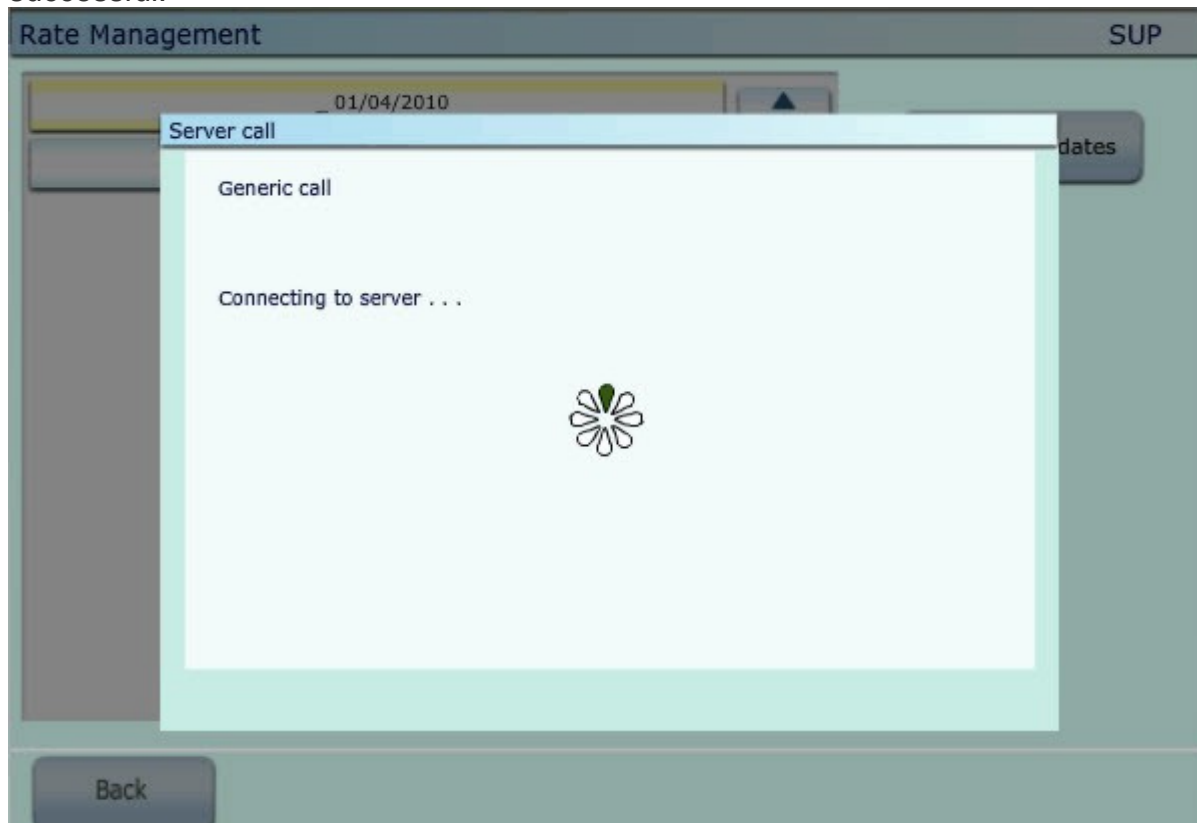 Rate Management SUP
_ 01/04/2010
Server call
dates
Generic call
Connecting to server . . .
Back